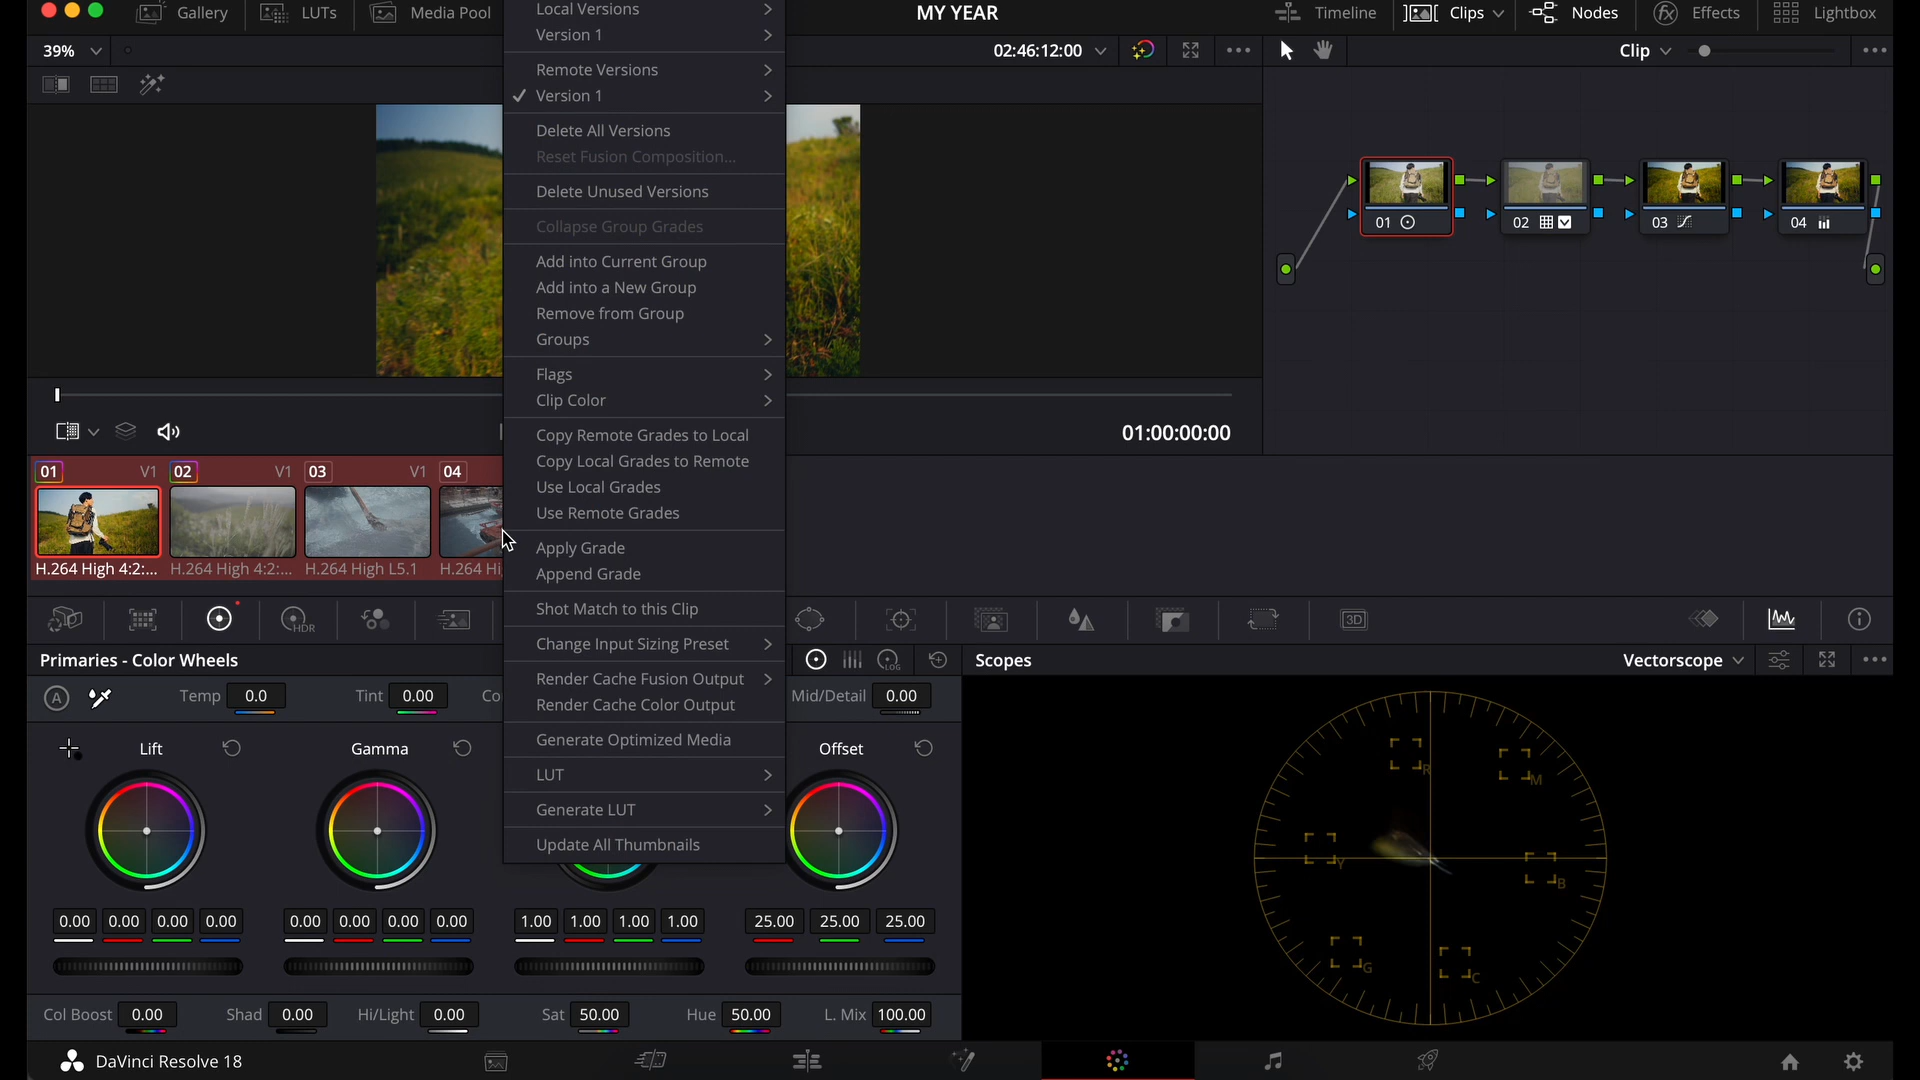 Gallery
LUTs
Media Pool
MY YEAR
Timeline
Clips
Nodes
Effects
Lightbox
39%
02:46:12:00
Clip
Local Versions
Version 1
Remote Versions
Version 1
Delete All Versions
Reset Fusion Composition...
Delete Unused Versions
Collapse Group Grades
Add into Current Group
Add into a New Group
Remove from Group
Groups
Flags
Clip Color
Copy Remote Grades to Local
Copy Local Grades to Remote
Use Local Grades
Use Remote Grades
Apply Grade
Append Grade
Shot Match to this Clip
Change Input Sizing Preset
Render Cache Fusion Output
Render Cache Color Output
Generate Optimized Media
LUT
Generate LUT
Update All Thumbnails
01
02
03
04
01:00:00:00
01 V1 02 V1 03 V1 04
H.264 High 4:2:... H.264 High 4:2:... H.264 High L5.1
HDR
3D
Primaries - Color Wheels
LOG
Scopes
Vectorscope
A
Temp 0.0
Tint 0.00
Mid/Detail 0.00
Lift
Gamma
Offset
0.00 0.00 0.00 0.00
0.00 0.00 0.00 0.00
1.00 1.00 1.00 1.00
25.00 25.00 25.00
R
M
Y
B
G
C
Col Boost 0.00
Shad 0.00
Hi/Light 0.00
Sat 50.00
Hue 50.00
L. Mix 100.00
DaVinci Resolve 18